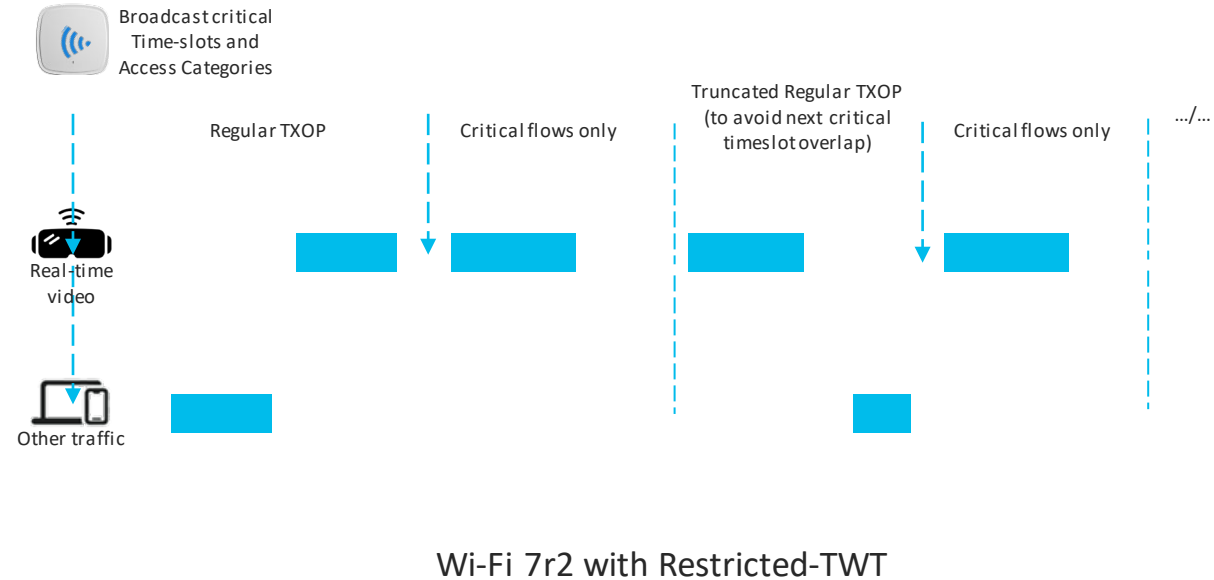 Broadcast critical
Time-slots and
Access Categories
Regular TXOP
Critical flows only
Truncated Regular TXOP
(to avoid next critical
timeslot overlap)
Critical flows only
.../...
Real-time
video
Other traffic
Wi-Fi 7r2 with Restricted-TWT